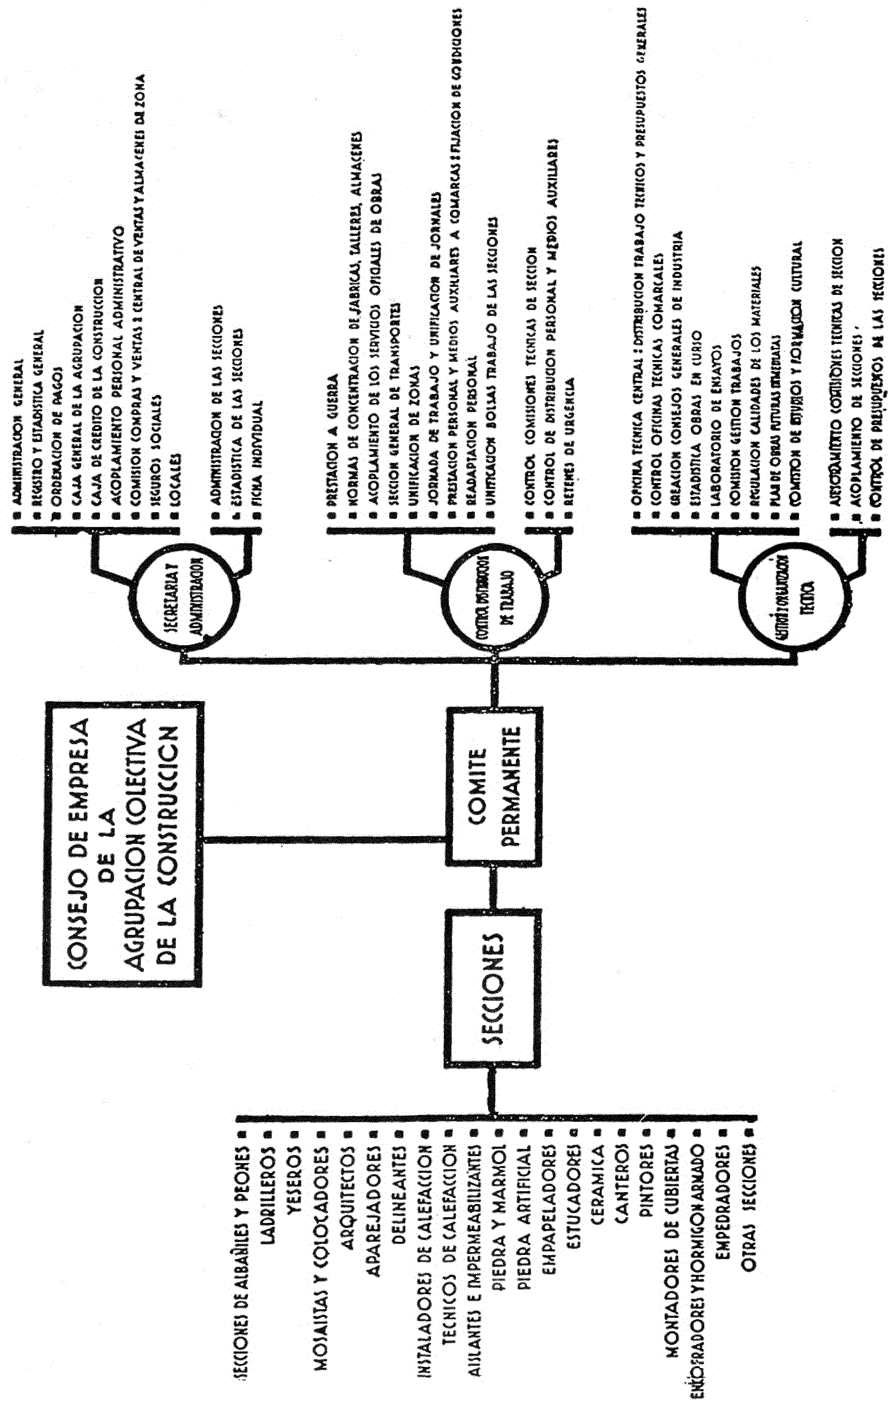 CONSEJO DE EMPRESA
DE LA
AGRUPACION COLECTIVA
DE LA CONSTRUCCION
SECCIONES
COMITE
PERMANENTE
SECCIONES DE ALBAÑILES Y PEONES
LADRILLEROS
YESEROS
MOSAISTAS Y COLOCADORES
ARQUITECTOS
APAREJADORES
DELINEANTES
INSTALADORES DE CALEFACCION
TECNICOS DE CALEFACCION
AISLANTES E IMPERMEABILIZANTES
PIEDRA Y MARMOL
PIEDRA ARTIFICIAL
EMPAPELADORES
ESTUCADORES
CERAMICA
CANTEROS
PINTORES
MONTADORES DE CUBIERTAS
ENCOFRADORES Y HORMIGON ARMADO
EMPEDRADORES
OTRAS SECCIONES
SECRETARIA Y
ADMINISTRACION
ADMINISTRACION GENERAL
REGISTRO Y ESTADISTICA GENERAL
ORDENACION DE PAGOS
CAJA GENERAL DE LA AGRUPACION
CAJA DE CREDITO DE LA CONSTRUCCION
ACOPLAMIENTO PERSONAL ADMINISTRATIVO
COMISION COMPRAS Y VENTAS : CENTRAL DE VENTAS Y ALMACENES DE ZONA
SEGUROS SOCIALES
LOCALES
ADMINISTRACION DE LAS SECCIONES
ESTADISTICA DE LAS SECCIONES
FICHA INDIVIDUAL
CONTROL DISTRIBUCION
DE TRABAJO
PRESTACION A GUERRA
NORMAS DE CONCENTRACION DE FABRICAS, TALLERES, ALMACENES
ACOPLAMIENTO DE LOS SERVICIOS OFICIALES DE OBRAS
SECCION GENERAL DE TRANSPORTES
UNIFICACION DE ZONAS
JORNADA DE TRABAJO Y UNIFICACION DE JORNALES
PRESTACION PERSONAL Y MEDIOS AUXILIARES A COMARCAS : FIJACION DE CONDICIONES
READAPTACION PERSONAL
UNIFICACION BOLSAS TRABAJO DE LAS SECCIONES
CONTROL COMISIONES TECNICAS DE SECCION
CONTROL DE DISTRIBUCION PERSONAL Y MEDIOS AUXILIARES
RETENES DE URGENCIA
GESTION Y ORGANIZACIÓN
TECNICA
OFICINA TECNICA CENTRAL : DISTRIBUCION TRABAJO TECNICOS Y PRESUPUESTOS GENERALES
CONTROL OFICINAS TECNICAS COMARCALES
CREACION CONSEJOS GENERALES DE INDUSTRIA
ESTADISTICA OBRAS EN CURSO
LABORATORIO DE ENSAYOS
COMISION GESTION TRABAJOS
REGULACION CALIDADES DE LOS MATERIALES
PLAN DE OBRAS FUTURAS INMEDIATAS
COMISION DE ESTUDIOS Y FORMACION CULTURAL
ASESORAMIENTO COMISIONES TECNICAS DE SECCION
ACOPLAMIENTO DE SECCIONES
CONTROL DE PRESUPUESTOS DE LAS SECCIONES